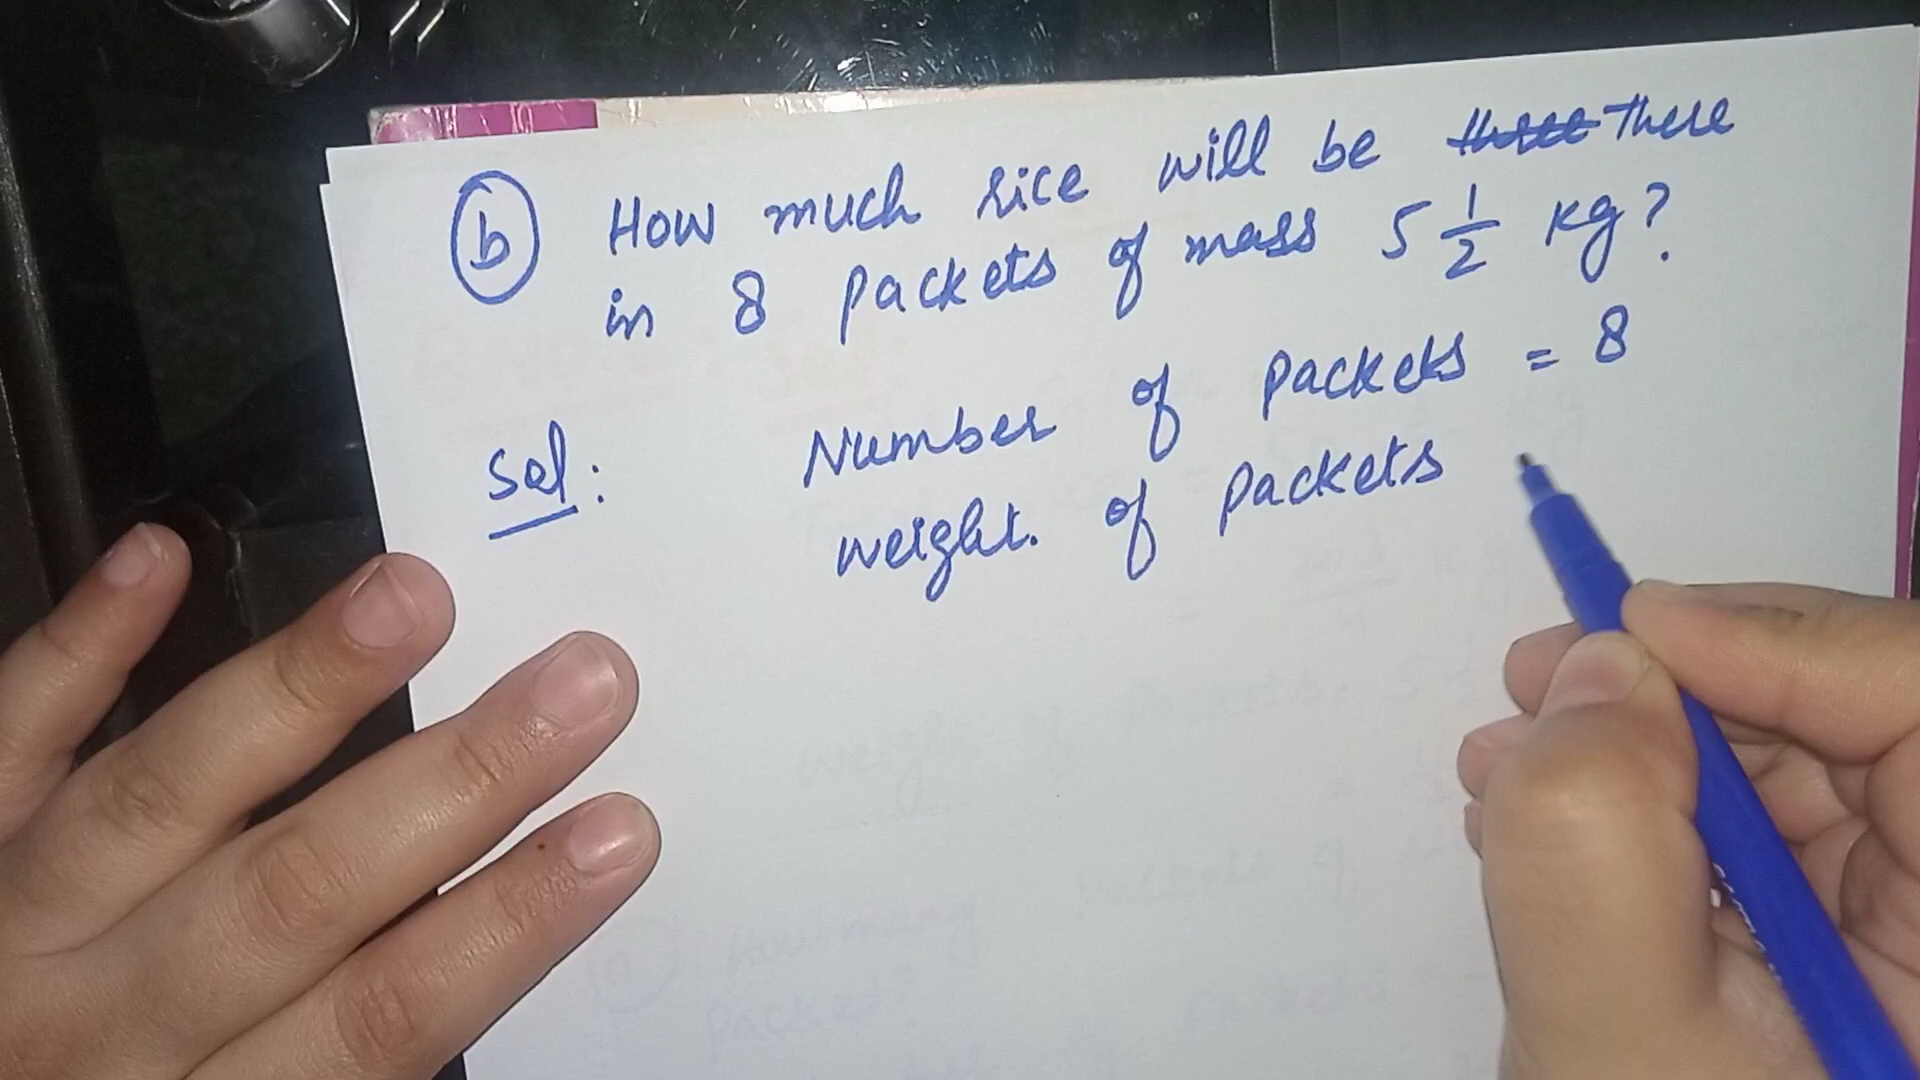 b How much rice will be there
in 8 Packets of mass 5 1/2 kg?
Sol: Number of Packets = 8
weight. of Packets